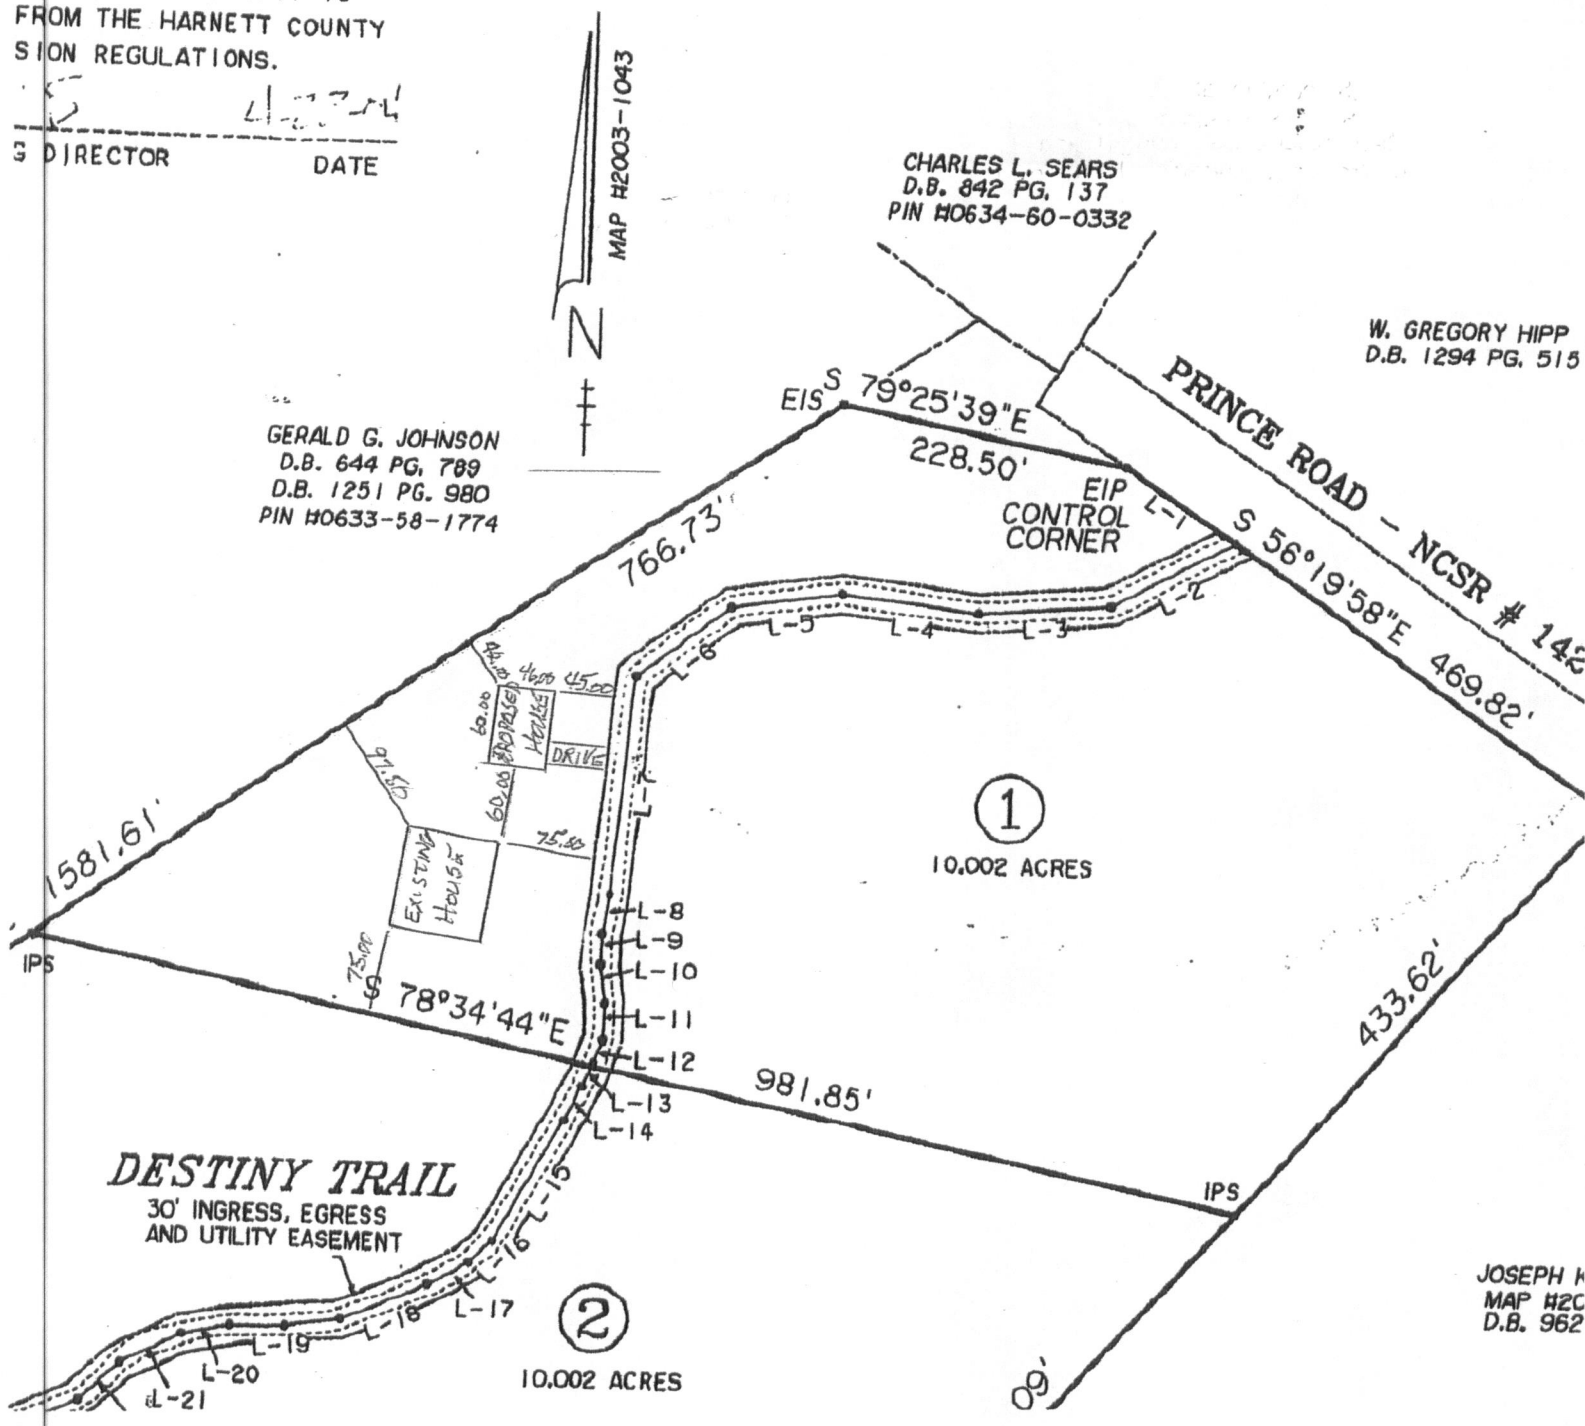 FROM THE HARNETT COUNTY
SION REGULATIONS.
G DIRECTOR DATE
MAP #2003-1043
N
CHARLES L. SEARS
D.B. 842 PG. 137
PIN #0634-60-0332
W. GREGORY HIPP
D.B. 1294 PG. 515
GERALD G. JOHNSON
D.B. 644 PG. 789
D.B. 1251 PG. 980
PIN #0633-58-1774
EIS
S 79°25'39"E
228.50'
EIP
CONTROL
CORNER
PRINCE ROAD - NCSR # 142
L-1
S 56°19'58"E 469.82'
766.73'
L-2
L-3
L-4
L-5
L-6
L-7
46.00
45.00
60.00
PROPOSED
HOUSE
DRIVE
60.00
75.00
EXISTING
HOUSE
75.00
1581.61'
IPS
1
10.002 ACRES
L-8
L-9
L-10
L-11
L-12
L-13
L-14
S 78°34'44"E
981.85'
433.62'
IPS
DESTINY TRAIL
30' INGRESS, EGRESS
AND UTILITY EASEMENT
L-15
L-16
L-17
L-18
L-19
L-20
L-21
2
10.002 ACRES
JOSEPH
MAP #20
D.B. 962
09'